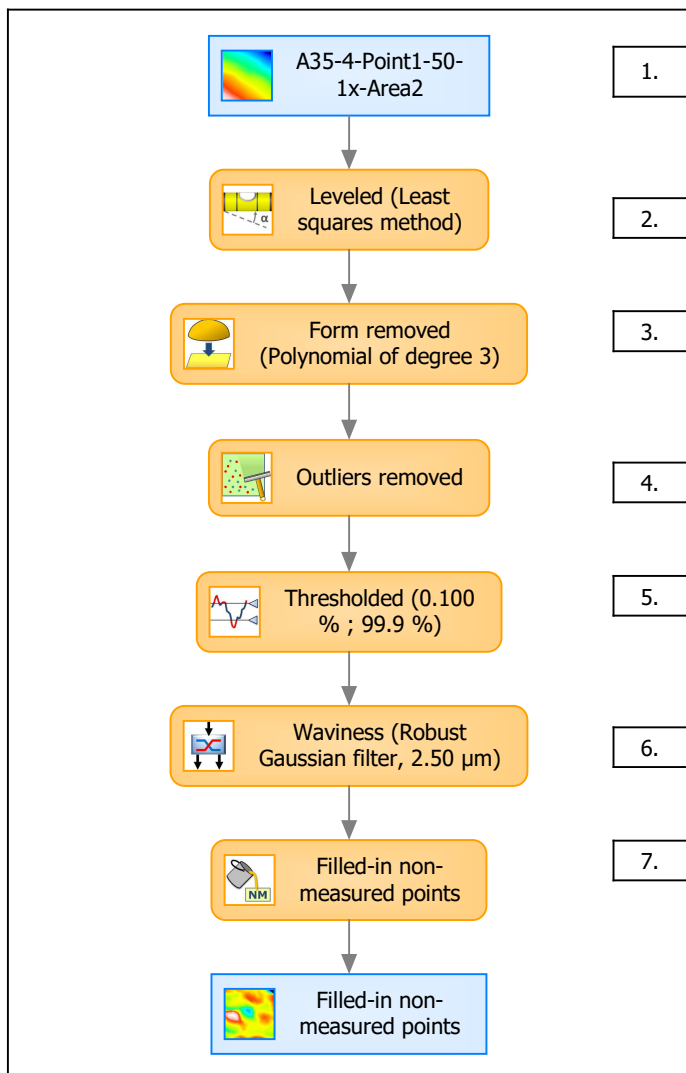 A35-4-Point1-50-
1x-Area2
1.
Leveled (Least
squares method)
α
2.
Form removed
(Polynomial of degree 3)
3.
Outliers removed
4.
Thresholded (0.100
% ; 99.9 %)
5.
Waviness (Robust
Gaussian filter, 2.50 µm)
6.
Filled-in non-
measured points
NM
7.
Filled-in non-
measured points